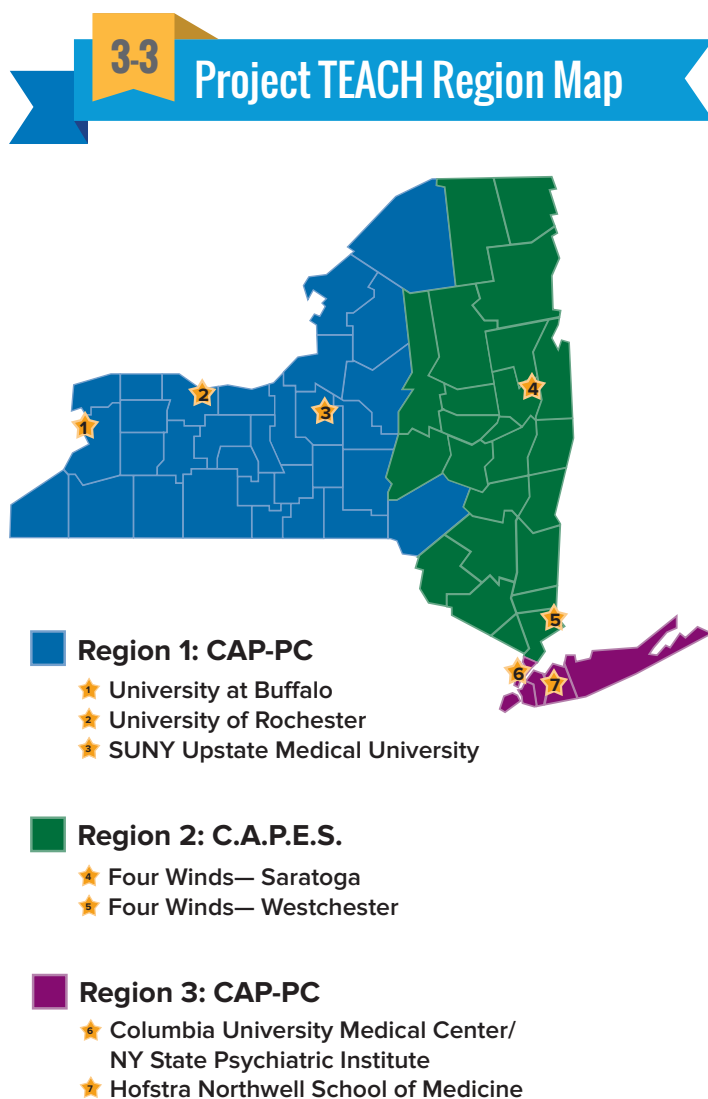 3-3
Project TEACH Region Map
1
2
3
4
5
6
7
Region 1: CAP-PC
1 University at Buffalo
2 University of Rochester
3 SUNY Upstate Medical University
Region 2: C.A.P.E.S.
4 Four Winds— Saratoga
5 Four Winds— Westchester
Region 3: CAP-PC
6 Columbia University Medical Center/
NY State Psychiatric Institute
7 Hofstra Northwell School of Medicine